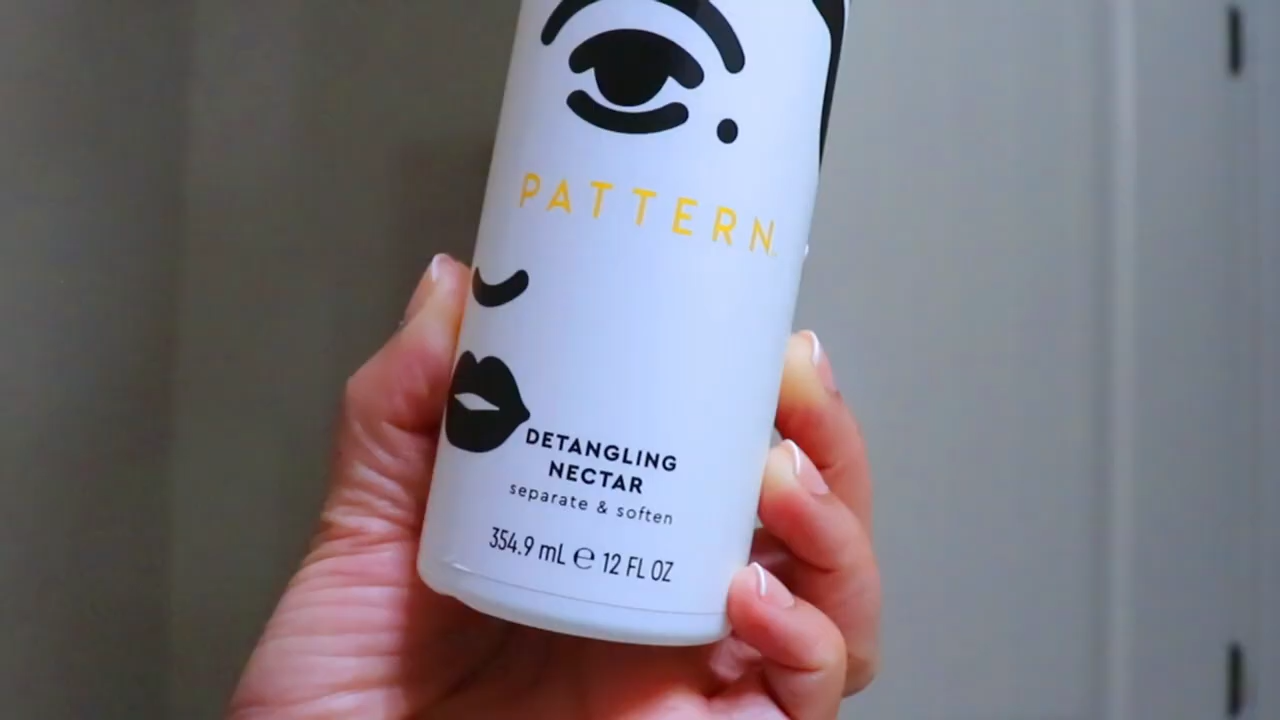 PATTERN
DETANGLING
NECTAR
separate & soften
354.9 mL ℮ 12 FL OZ